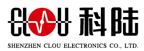 CLOU 科陆
SHENZHEN CLOU ELECTRONICS CO., LTD.